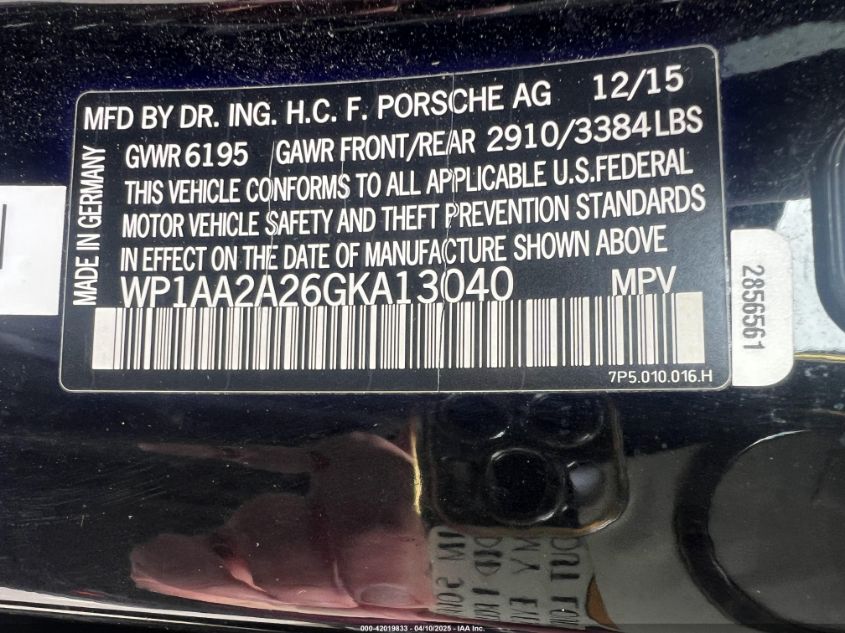 MFD BY DR. ING. H.C. F. PORSCHE AG 12/15
GVWR 6195 GAWR FRONT/REAR 2910/3384 LBS
THIS VEHICLE CONFORMS TO ALL APPLICABLE U.S.FEDERAL
MOTOR VEHICLE SAFETY AND THEFT PREVENTION STANDARDS
IN EFFECT ON THE DATE OF MANUFACTURE SHOWN ABOVE
WP1AA2A26GKA13040 MPV
7P5.010.016.H
MADE IN GERMANY
2856561
000-42019833 - 04/10/2025 - IAA Inc.